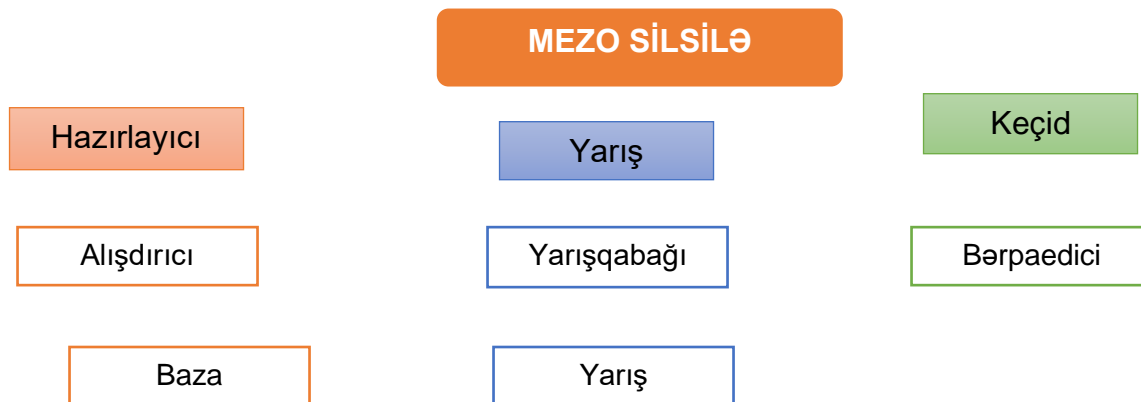 MEZO SİLSİLƏ
Hazırlayıcı
Yarış
Keçid
Alışdırıcı
Yarışqabağı
Bərpaedici
Baza
Yarış